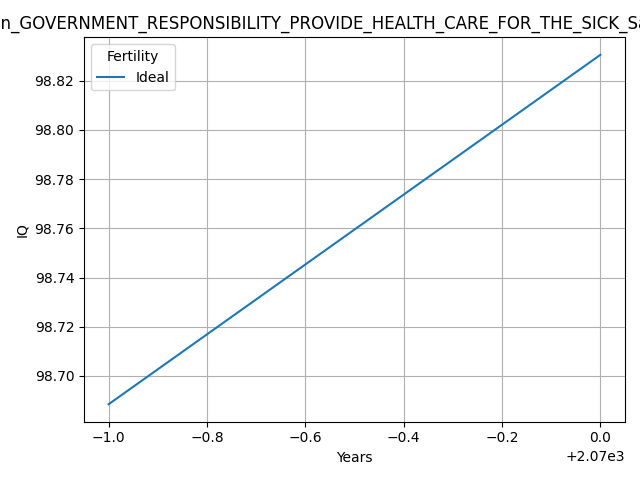 n_GOVERNMENT_RESPONSIBILITY_PROVIDE_HEALTH_CARE_FOR_THE_SICK_S
Fertility
Ideal
98.82
98.80
98.78
98.76
98.74
98.72
98.70
IQ
−1.0 −0.8 −0.6 −0.4 −0.2 0.0
Years
+2.07e3